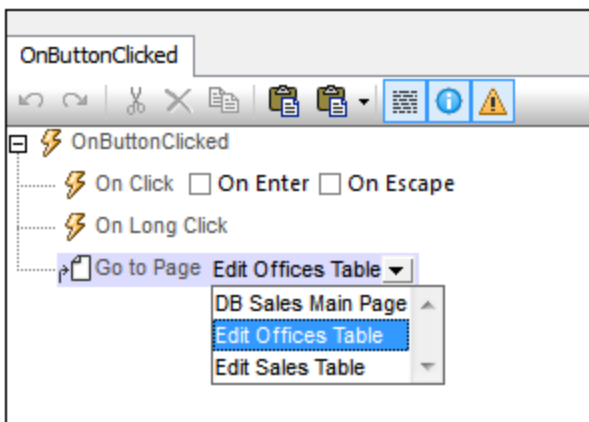 OnButtonClicked
OnButtonClicked
On Click On Enter On Escape
On Long Click
Go to Page Edit Offices Table
DB Sales Main Page
Edit Offices Table
Edit Sales Table